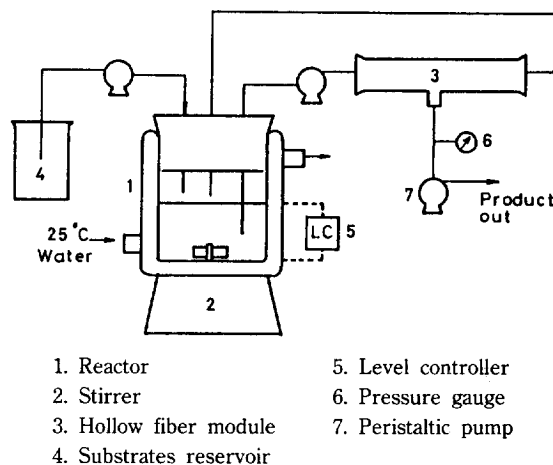 3
6
4
1
7
Product
out
25°C
Water
LC
5
2
1. Reactor
2. Stirrer
3. Hollow fiber module
4. Substrates reservoir
5. Level controller
6. Pressure gauge
7. Peristaltic pump